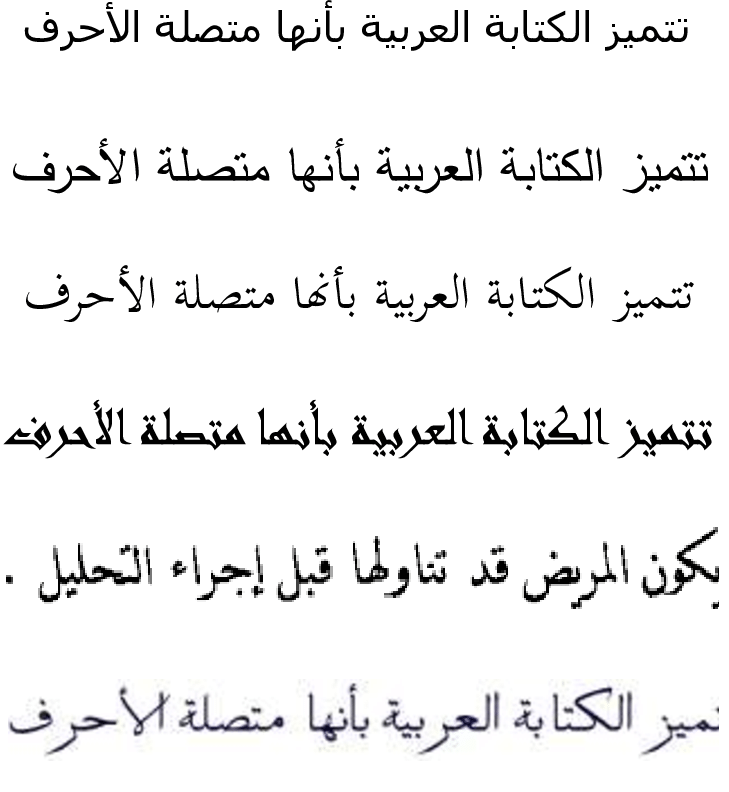 تتميز الكتابة العربية بأنها متصلة الأحرف
تتميز الكتابة العربية بأنها متصلة الأحرف
تتميز الكتابة العربية بأنها متصلة الأحرف
تتميز الكتابة العربية بأنها متصلة الأحرف
يكون المريض قد تناولها قبل إجراء التحليل .
تميز الكتابة العربية بأنها متصلة الأحرف